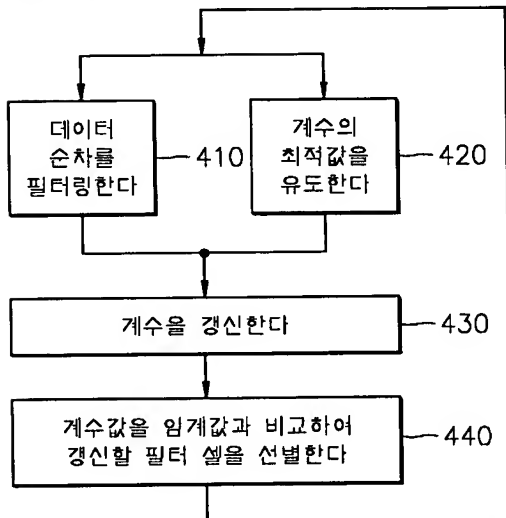 데이터
순차를
필터링한다
410
계수의
최적값을
유도한다
420
계수을 갱신한다
430
계수값을 임계값과 비교하여
갱신할 필터 셀을 선별한다
440